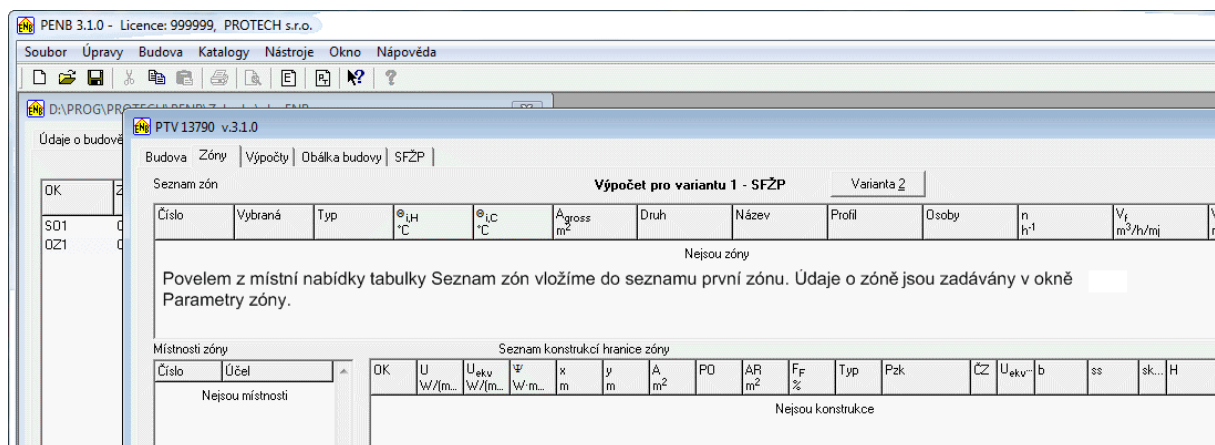 PENB 3.1.0 - Licence: 999999, PROTECH s.r.o.
Soubor Úpravy Budova Katalogy Nástroje Okno Nápověda
D:\PROG\PROTECH\PENB\
Údaje o budově
OK
S01
OZ1
PTV 13790 v.3.1.0
Budova Zóny Výpočty Obálka budovy SFŽP
Seznam zón Výpočet pro variantu 1 - SFŽP Varianta 2
Číslo Vybraná Typ Θi,H °C Θi,C °C Agross m2 Druh Název Profil Osoby n h-1 Vf m3/h/mj
Nejsou zóny
Povelem z místní nabídky tabulky Seznam zón vložíme do seznamu první zónu. Údaje o zóně jsou zadávány v okně
Parametry zóny.
Místnosti zóny Seznam konstrukcí hranice zóny
Číslo Účel
Nejsou místnosti
OK U W/(m... Uekv W/(m... Ψ W·m... x m y m A m2 PO AR m2 FF % Typ Pzk ČZ Uekv... b ss sk... H
Nejsou konstrukce